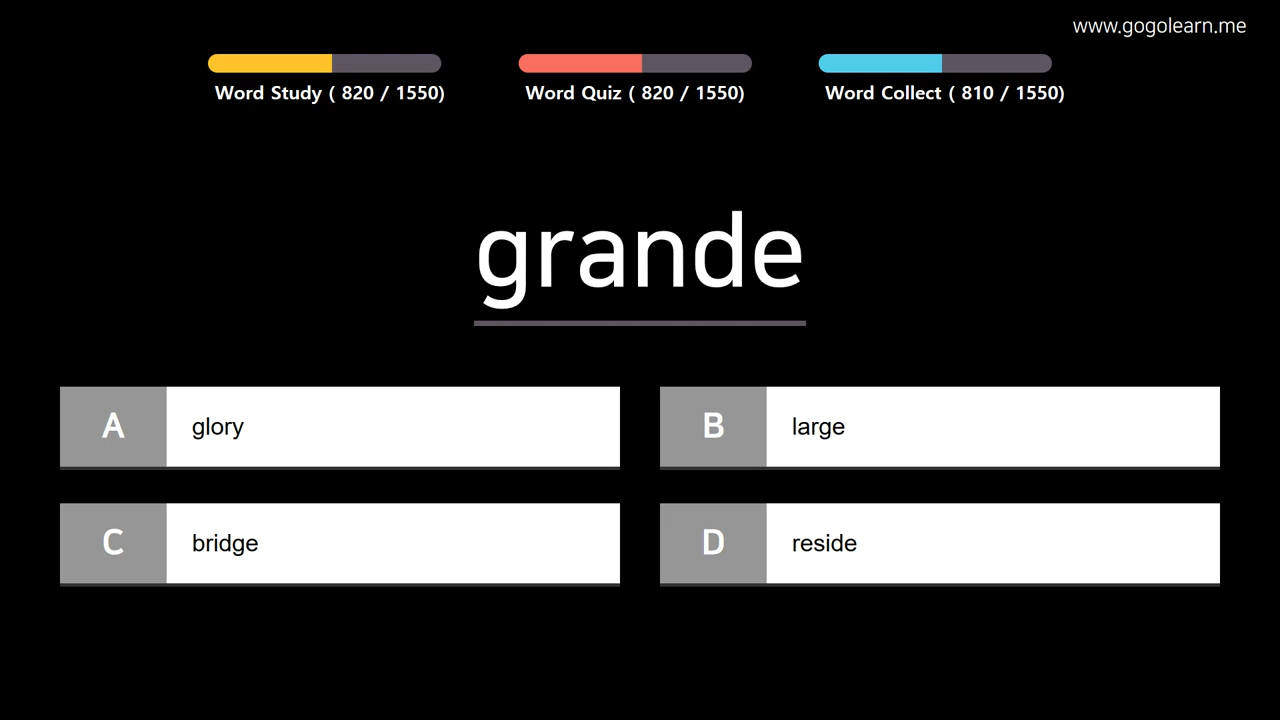 www.gogolearn.me
Word Study ( 820 / 1550)
Word Quiz ( 820 / 1550)
Word Collect ( 810 / 1550)
grande
A
glory
B
large
C
bridge
D
reside